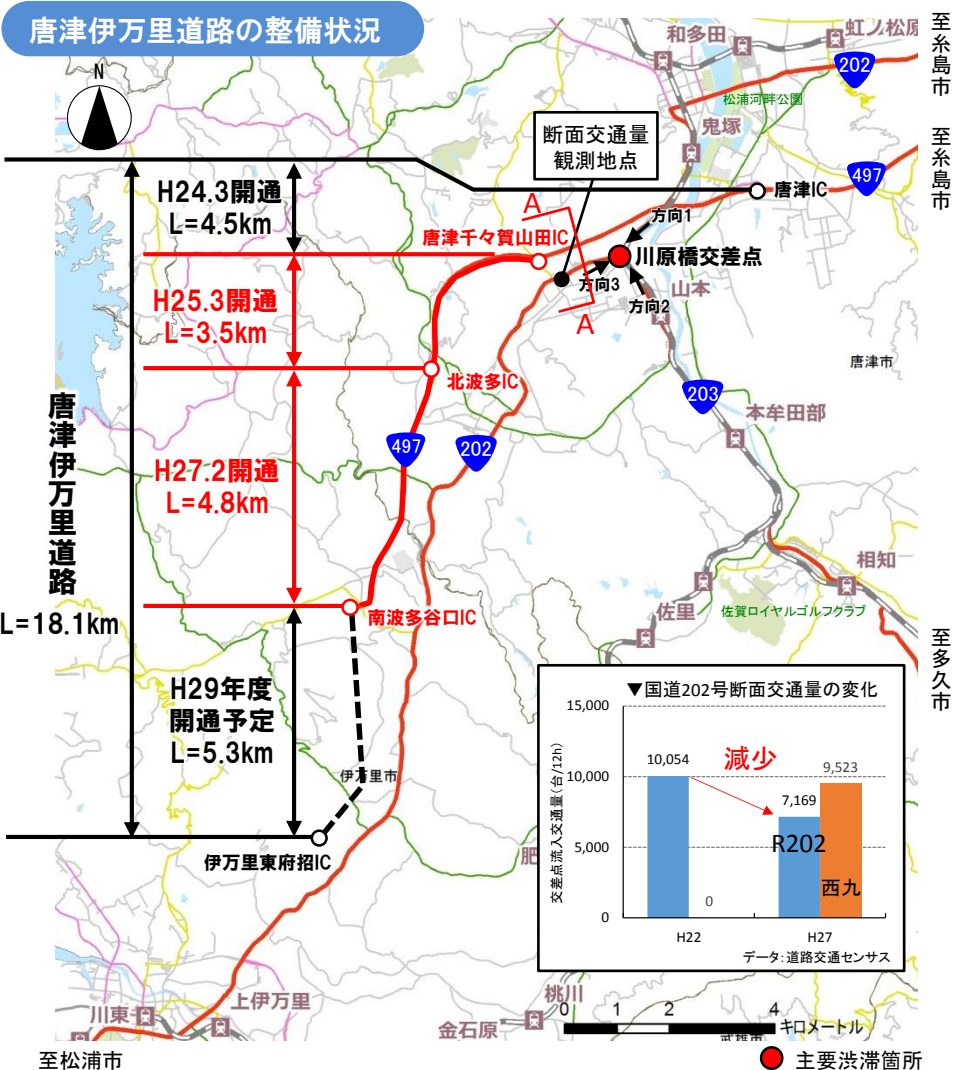 唐津伊万里道路の整備状況
N
和多田
虹ノ松原
202
至糸島市
松浦河畔公園
鬼塚
断面交通量
観測地点
至糸島市
497
唐津IC
H24.3開通
L=4.5km
A
方向1
唐津千々賀山田IC
川原橋交差点
方向3
山本
方向2
A
H25.3開通
L=3.5km
唐津市
北波多IC
203
本牟田部
唐津伊万里道路
L=18.1km
497
202
H27.2開通
L=4.8km
相知
佐里
佐賀ロイヤルゴルフクラブ
南波多谷口IC
至多久市
H29年度
開通予定
L=5.3km
伊万里市
伊万里東府招IC
肥
▼国道202号断面交通量の変化
交差点流入交通量(台/12h)
15,000
10,000
5,000
0
10,054
減少
7,169
9,523
R202
西九
0
H22
H27
データ:道路交通センサス
桃川
上伊万里
川東
金石原
0 1 2 4
キロメートル
武雄市
至松浦市
主要渋滞箇所